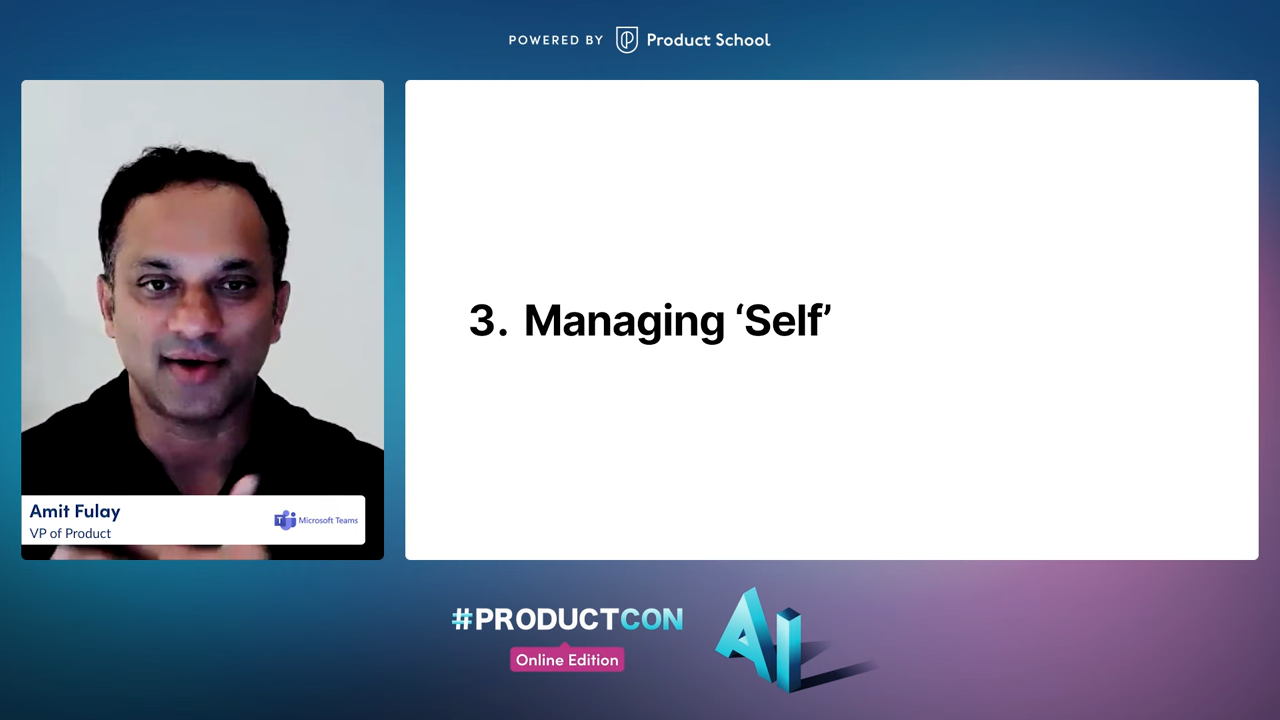 POWERED BY Product School
3. Managing ‘Self’
Amit Fulay
VP of Product
Microsoft Teams
#PRODUCTCON
Online Edition
AI